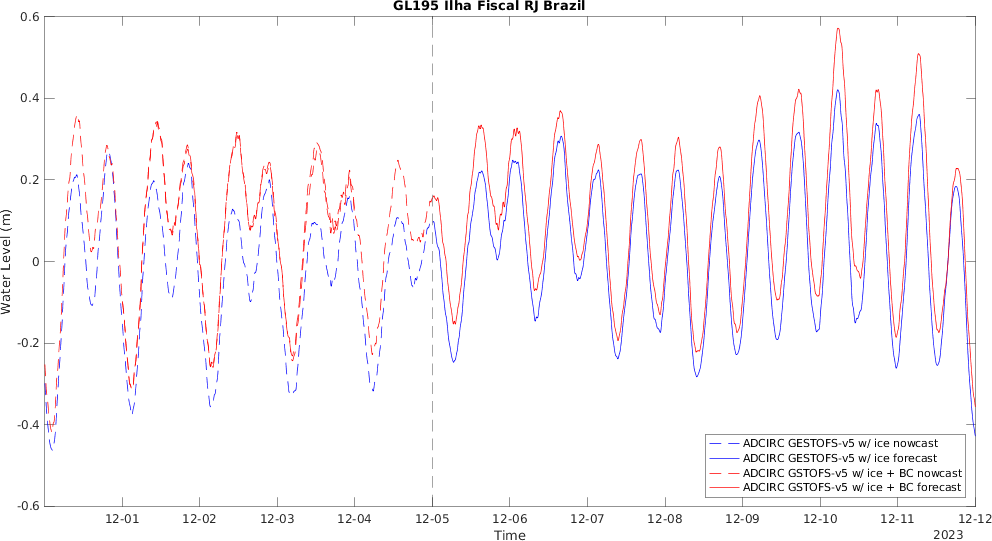 GL195 Ilha Fiscal RJ Brazil
Water Level (m)
0.6
0.4
0.2
0
-0.2
-0.4
-0.6
ADCIRC GESTOFS-v5 w/ ice nowcast
ADCIRC GESTOFS-v5 w/ ice forecast
ADCIRC GSTOFS-v5 w/ ice + BC nowcast
ADCIRC GSTOFS-v5 w/ ice + BC forecast
12-01 12-02 12-03 12-04 12-05 12-06 12-07 12-08 12-09 12-10 12-11 12-12
Time
2023